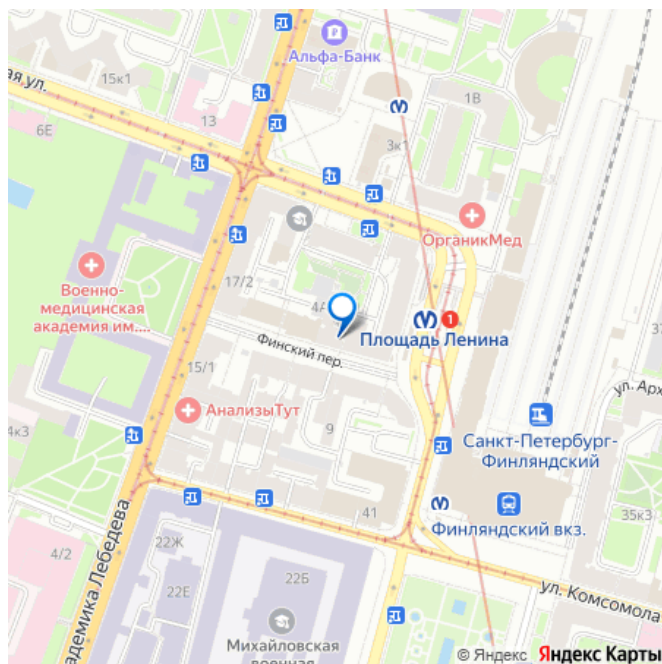 Альфа-Банк
15к1
ая ул.
1В
13
6Е
3к1
ОрганикМед
Военно-
медицинская
академия им....
17/2
4А
Площадь Ленина
1
Финский пер.
15/1
ул. Арх
АнализыТут
9
4к3
Санкт-Петербург-
Финляндский
41
Финляндский вкз.
35к3
22Ж
4/2
адемика Лебедева
22Е
22Б
ул. Комсомола
Михайловская
военная
© Яндекс Яндекс Карты